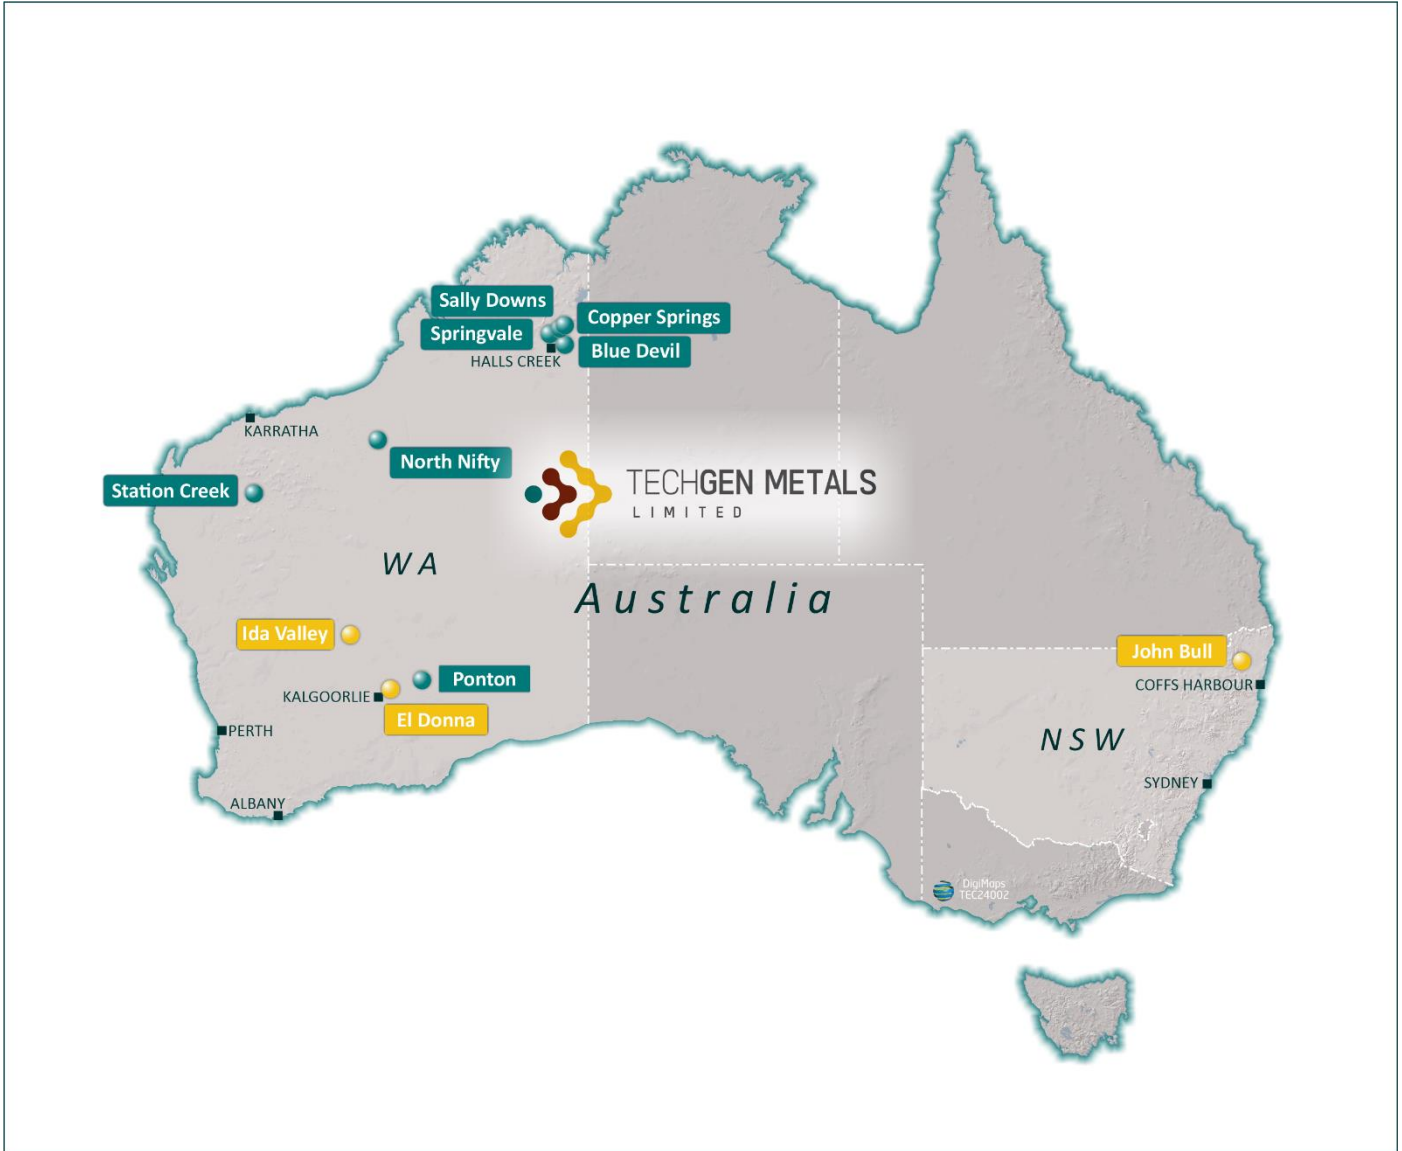 Sally Downs
Copper Springs
Springvale
Blue Devil
HALLS CREEK
KARRATHA
North Nifty
Station Creek
TECHGEN METALS
LIMITED
WA
Australia
Ida Valley
John Bull
Ponton
COFFS HARBOUR
KALGOORLIE
El Donna
PERTH
NSW
SYDNEY
ALBANY
DigiMaps
TEC24002